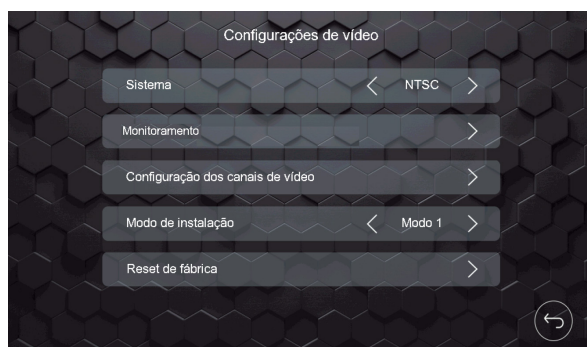 Configurações de vídeo
Sistema NTSC
Monitoramento
Configuração dos canais de vídeo
Modo de instalação Modo 1
Reset de fábrica